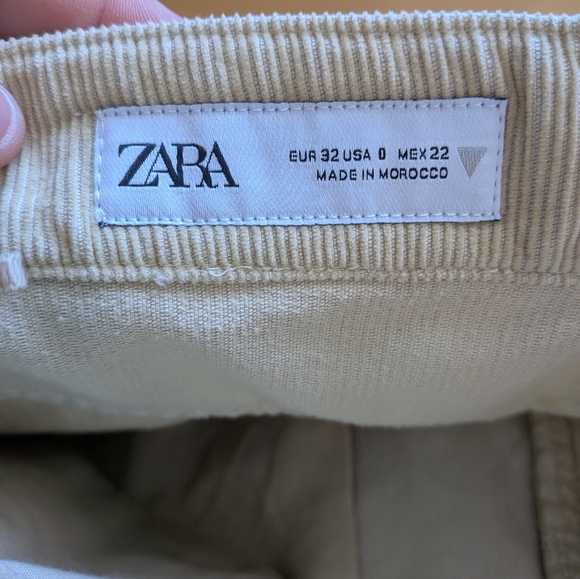 ZARA
EUR 32 USA 0 MEX 22
MADE IN MOROCCO